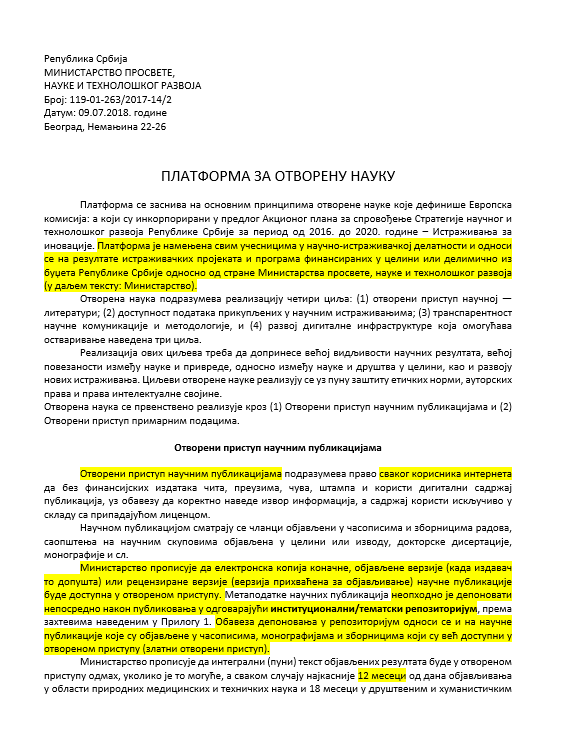 Република Србија
МИНИСТАРСТВО ПРОСВЕТЕ,
НАУКЕ И ТЕХНОЛОШКОГ РАЗВОЈА
Број: 119-01-263/2017-14/2
Датум: 09.07.2018. године
Београд, Немањина 22-26
ПЛАТФОРМА ЗА ОТВОРЕНУ НАУКУ
Платформа се заснива на основним принципима отворене науке које дефинише Европска
комисија: а који су инкорпорирани у предлог Акционог плана за спровођење Стратегије научног и
технолошког развоја Републике Србије за период од 2016. до 2020. године – Истраживања за
иновације. Платформа је намењена свим учесницима у научно-истраживачкој делатности и односи
се на резултате истраживачких пројеката и програма финансираних у целини или делимично из
буџета Републике Србије односно од стране Министарства просвете, науке и технолошког развоја
(у даљем тексту: Министарство).
Отворена наука подразумева реализацију четири циља: (1) отворени приступ научној —
литератури; (2) доступност података прикупљених у научним истраживањима; (3) транспарентност
научне комуникације и методологије, и (4) развој дигиталне инфраструктуре која омогућава
остваривање наведена три циља.
Реализација ових циљева треба да допринесе већој видљивости научних резултата, већој
повезаности између науке и привреде, односно између науке и друштва у целини, као и развоју
нових истраживања. Циљеви отворене науке реализују се уз пуну заштиту етичких норми, ауторских
права и права интелектуалне својине.
Отворена наука се првенствено реализује кроз (1) Отворени приступ научним публикацијама и (2)
Отворени приступ примарним подацима.
Отворени приступ научним публикацијама
Отворени приступ научним публикацијама подразумева право сваког корисника интернета
да без финансијских издатака чита, преузима, чува, штампа и користи дигитални садржај
публикација, уз обавезу да коректно наведе извор информација, а садржај користи искључиво у
складу са припадајућом лиценцом.
Научном публикацијом сматрају се чланци објављени у часописима и зборницима радова,
саопштења на научним скуповима објављена у целини или изводу, докторске дисертације,
монографије и сл.
Министарство прописује да електронска копија коначне, објављене верзије (када издавач
то допушта) или рецензиране верзије (верзија прихваћена за објављивање) научне публикације
буде доступна у отвореном приступу. Метаподатке научних публикација неопходно је депоновати
непосредно након публиковања у одговарајући институционални/тематски репозиторијум, према
захтевима наведеним у Прилогу 1. Обавеза депоновања у репозиторијум односи се и на научне
публикације које су објављене у часописима, монографијама и зборницима који су већ доступни у
отвореном приступу (златни отворени приступ).
Министарство прописује да интегрални (пуни) текст објављених резултата буде у отвореном
приступу одмах, уколико је то могуће, а сваком случају најкасније 12 месеци од дана објављивања
у области природних медицинских и техничких наука и 18 месеци у друштвеним и хуманистичким